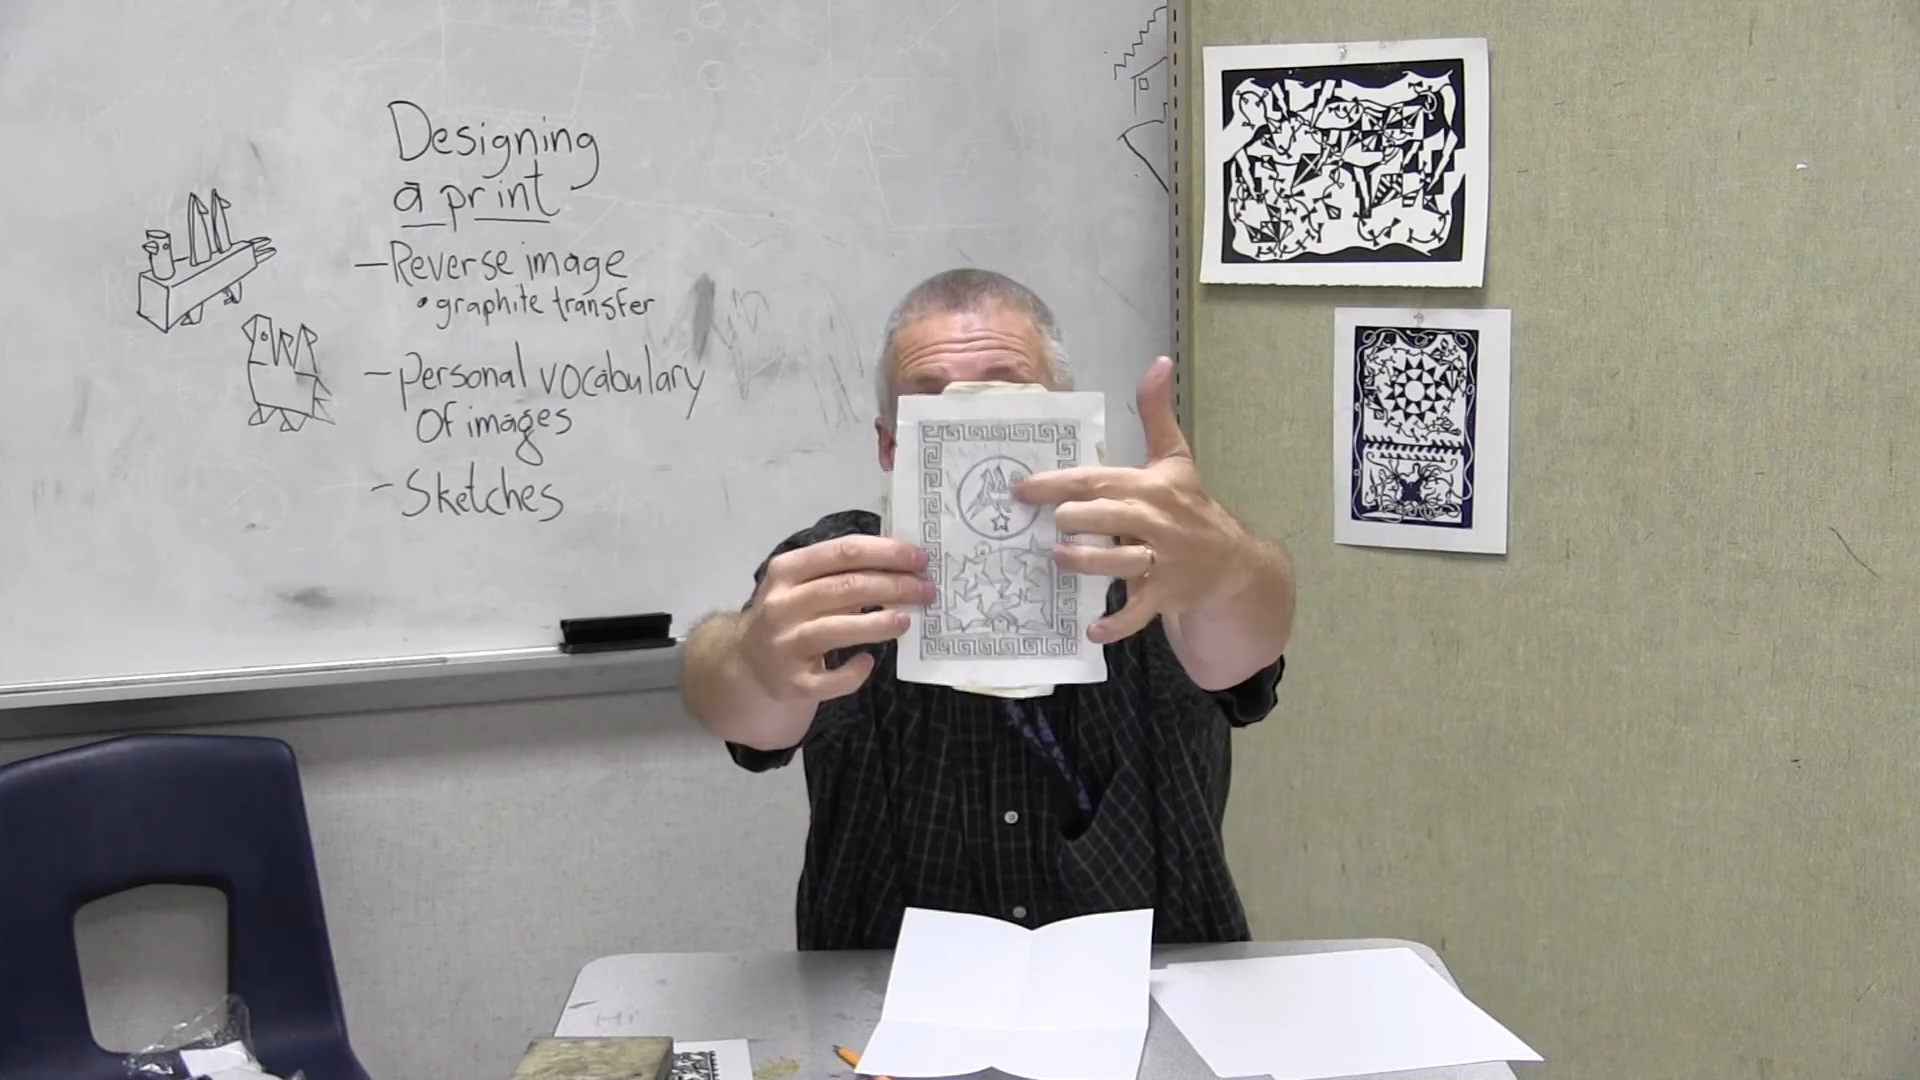 Designing
a print
- Reverse image
• graphite transfer
- personal vocabulary
of images
- Sketches